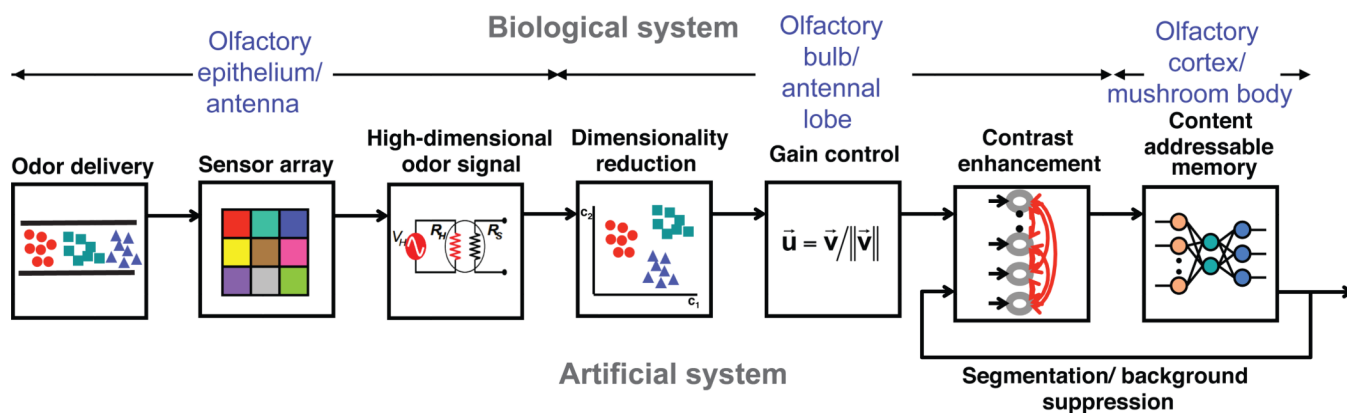 Biological system
Olfactory
epithelium/
antenna
Olfactory
bulb/
antennal
lobe
Olfactory
cortex/
mushroom body
Odor delivery
Sensor array
High-dimensional
odor signal
Dimensionality
reduction
Gain control
Contrast
enhancement
Content
addressable
memory
V_H
R_H
R_S
c_2
c_1
u⃗ = v⃗/‖v⃗‖
Artificial system
Segmentation/ background
suppression